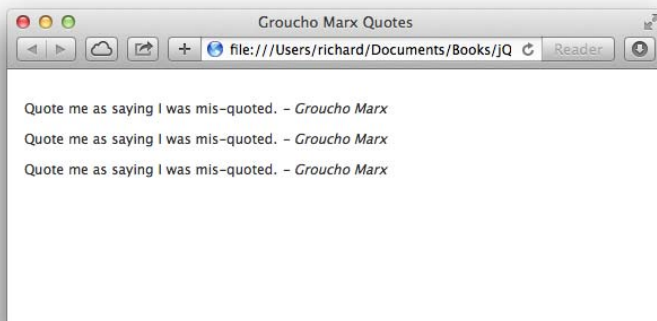 Groucho Marx Quotes
file:///Users/richard/Documents/Books/jQ
Reader
Quote me as saying I was mis-quoted. – Groucho Marx
Quote me as saying I was mis-quoted. – Groucho Marx
Quote me as saying I was mis-quoted. – Groucho Marx